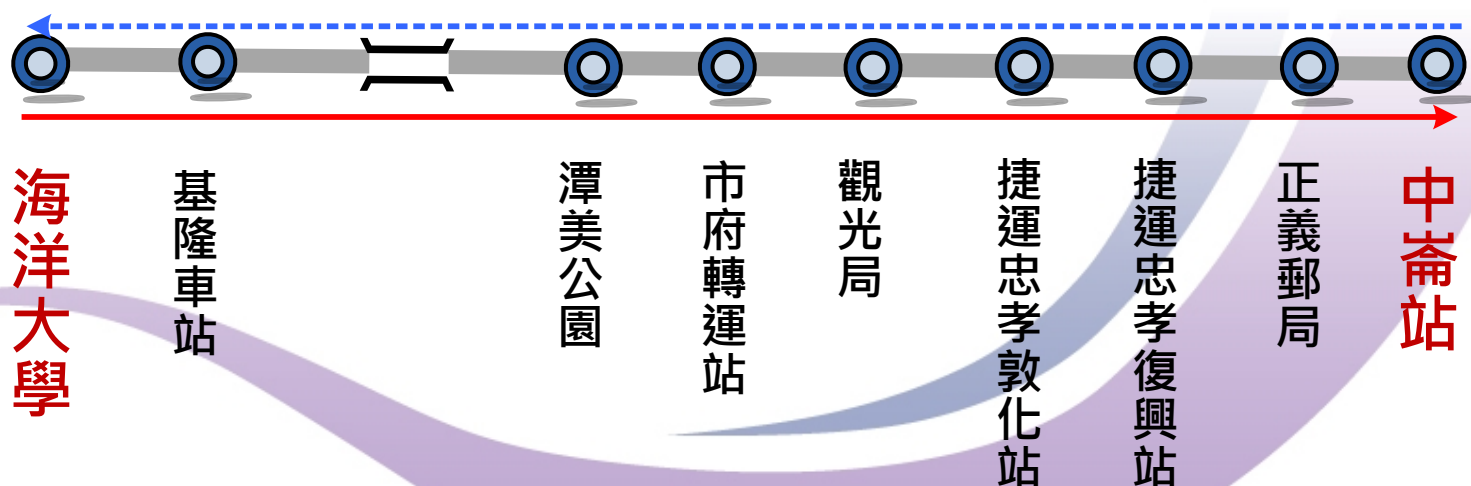 海洋大學
基隆車站
潭美公園
市府轉運站
觀光局
捷運忠孝敦化站
捷運忠孝復興站
正義郵局
中崙站